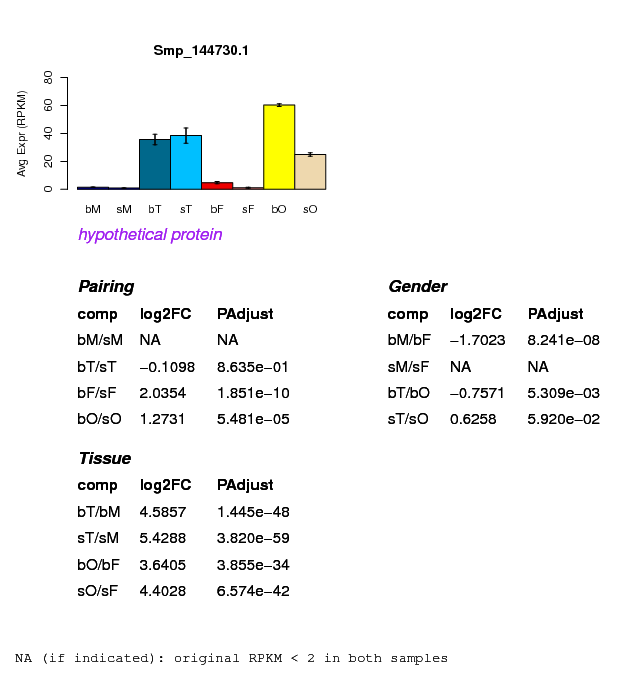 Smp_144730.1
Avg Expr (RPKM)
0 20 40 60 80
bM sM bT sT bF sF bO sO
hypothetical protein
Pairing
comp log2FC PAdjust
bM/sM NA NA
bT/sT −0.1098 8.635e−01
bF/sF 2.0354 1.851e−10
bO/sO 1.2731 5.481e−05
Gender
comp log2FC PAdjust
bM/bF −1.7023 8.241e−08
sM/sF NA NA
bT/bO −0.7571 5.309e−03
sT/sO 0.6258 5.920e−02
Tissue
comp log2FC PAdjust
bT/bM 4.5857 1.445e−48
sT/sM 5.4288 3.820e−59
bO/bF 3.6405 3.855e−34
sO/sF 4.4028 6.574e−42
NA (if indicated): original RPKM < 2 in both samples